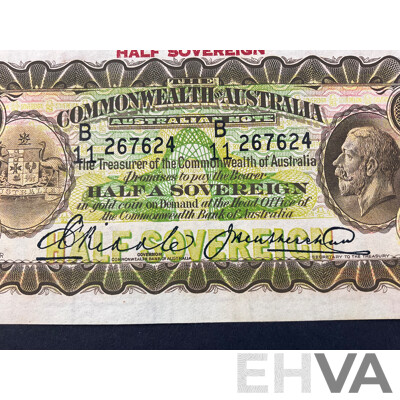 HALF SOVEREIGN
THE
COMMONWEALTH OF AUSTRALIA
AUSTRALIAN NOTE
B B
11 267624 11 267624
The Treasurer of the Commonwealth of Australia
Promises to pay the Bearer
HALF A SOVEREIGN
in gold coin on Demand at the Head Office of
the Commonwealth Bank of Australia
HALF SOVEREIGN
GOVERNOR
COMMONWEALTH BANK OF AUSTRALIA
SECRETARY TO THE TREASURY
EHVA